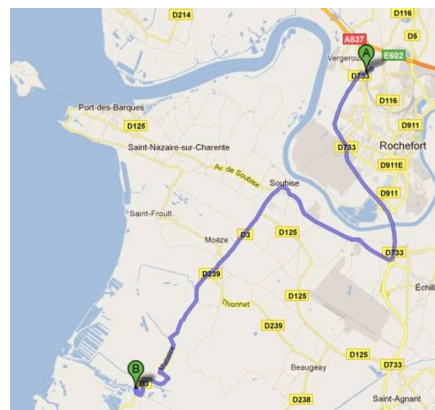 D214
A837
D5
Vergerou
E602
A
D733
D116
Port-des-Barques
D125
D911
Saint-Nazaire-sur-Charente
D733
Rochefort
D911E
Av. de Soubise
Soubise
D911
Saint-Froult
D3
D125
Moëze
D733
D239
Échill
D125
Thionnet
D239
D125
B
D3
Beaugeay
D733
D238
Saint-Agnant